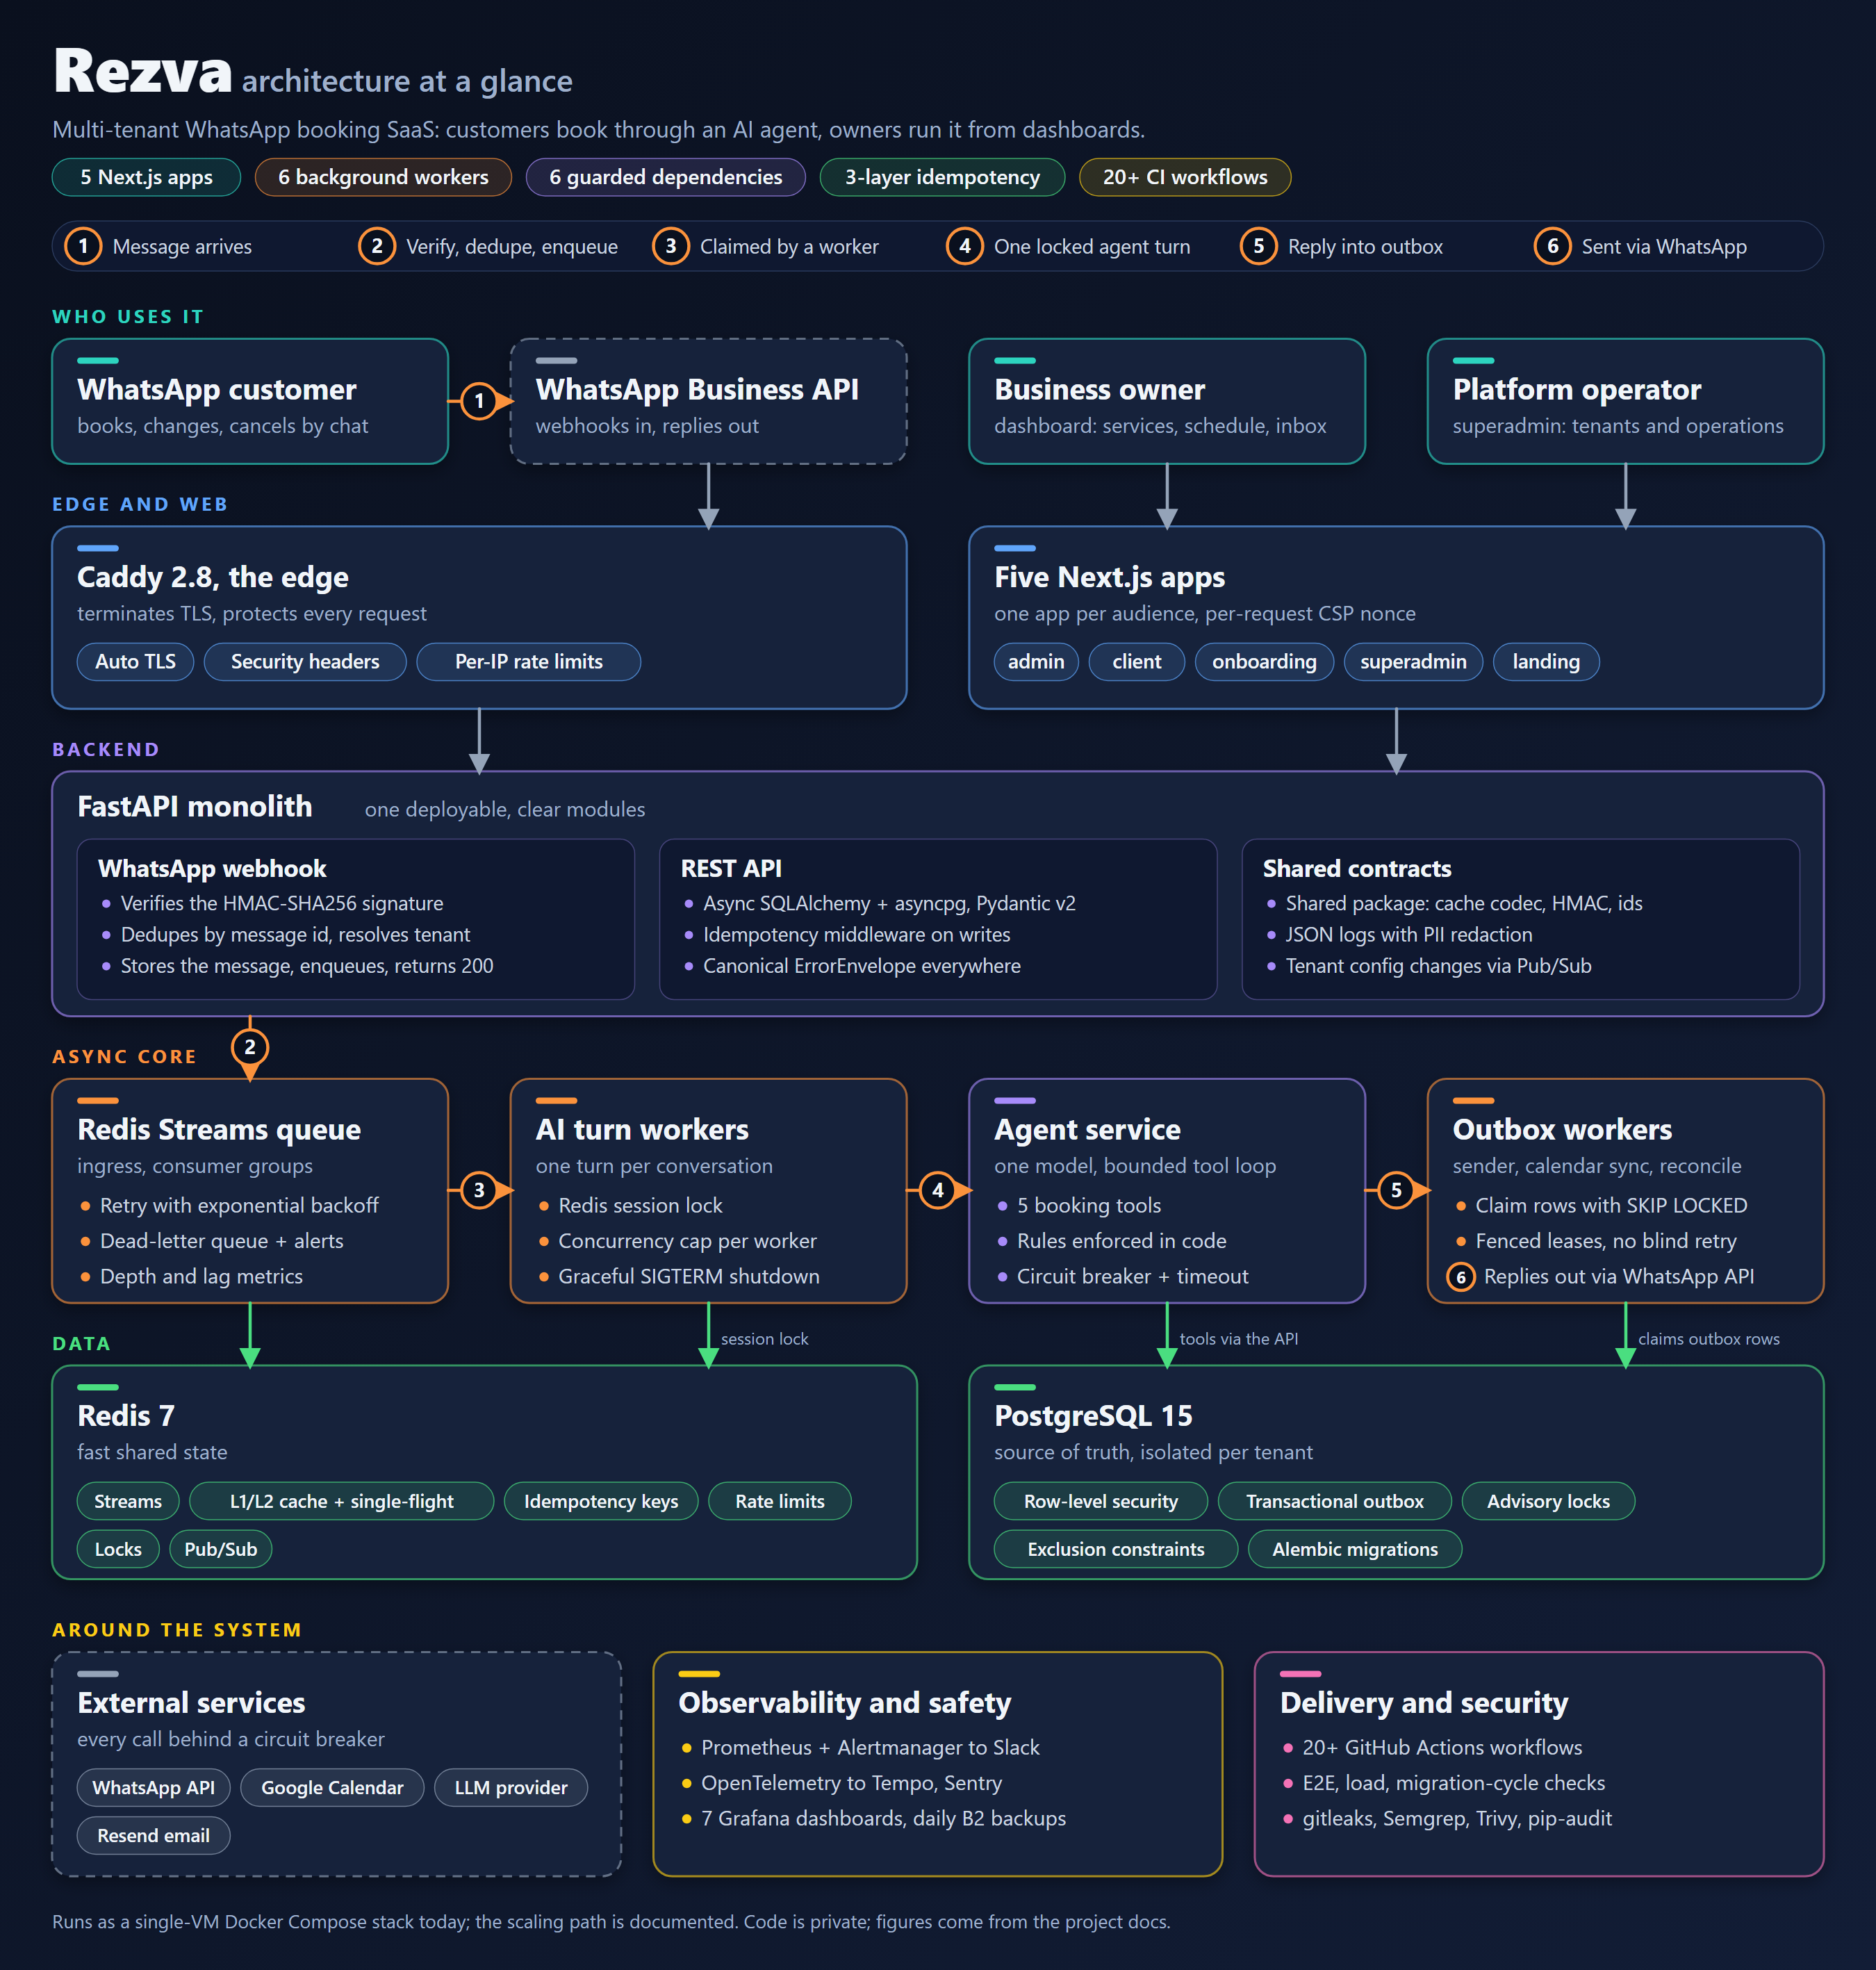 Rezva architecture at a glance
Multi-tenant WhatsApp booking SaaS: customers book through an AI agent, owners run it from dashboards.
5 Next.js apps
6 background workers
6 guarded dependencies
3-layer idempotency
20+ CI workflows
1 Message arrives
2 Verify, dedupe, enqueue
3 Claimed by a worker
4 One locked agent turn
5 Reply into outbox
6 Sent via WhatsApp
WHO USES IT
WhatsApp customer
books, changes, cancels by chat
1
WhatsApp Business API
webhooks in, replies out
Business owner
dashboard: services, schedule, inbox
Platform operator
superadmin: tenants and operations
EDGE AND WEB
Caddy 2.8, the edge
terminates TLS, protects every request
Auto TLS
Security headers
Per-IP rate limits
Five Next.js apps
one app per audience, per-request CSP nonce
admin
client
onboarding
superadmin
landing
BACKEND
FastAPI monolith one deployable, clear modules
WhatsApp webhook
Verifies the HMAC-SHA256 signature
Dedupes by message id, resolves tenant
Stores the message, enqueues, returns 200
REST API
Async SQLAlchemy + asyncpg, Pydantic v2
Idempotency middleware on writes
Canonical ErrorEnvelope everywhere
Shared contracts
Shared package: cache codec, HMAC, ids
JSON logs with PII redaction
Tenant config changes via Pub/Sub
2
ASYNC CORE
Redis Streams queue
ingress, consumer groups
Retry with exponential backoff
Dead-letter queue + alerts
Depth and lag metrics
3
AI turn workers
one turn per conversation
Redis session lock
Concurrency cap per worker
Graceful SIGTERM shutdown
4
Agent service
one model, bounded tool loop
5 booking tools
Rules enforced in code
Circuit breaker + timeout
5
Outbox workers
sender, calendar sync, reconcile
Claim rows with SKIP LOCKED
Fenced leases, no blind retry
6 Replies out via WhatsApp API
DATA
session lock
tools via the API
claims outbox rows
Redis 7
fast shared state
Streams
L1/L2 cache + single-flight
Idempotency keys
Rate limits
Locks
Pub/Sub
PostgreSQL 15
source of truth, isolated per tenant
Row-level security
Transactional outbox
Advisory locks
Exclusion constraints
Alembic migrations
AROUND THE SYSTEM
External services
every call behind a circuit breaker
WhatsApp API
Google Calendar
LLM provider
Resend email
Observability and safety
Prometheus + Alertmanager to Slack
OpenTelemetry to Tempo, Sentry
7 Grafana dashboards, daily B2 backups
Delivery and security
20+ GitHub Actions workflows
E2E, load, migration-cycle checks
gitleaks, Semgrep, Trivy, pip-audit
Runs as a single-VM Docker Compose stack today; the scaling path is documented. Code is private; figures come from the project docs.